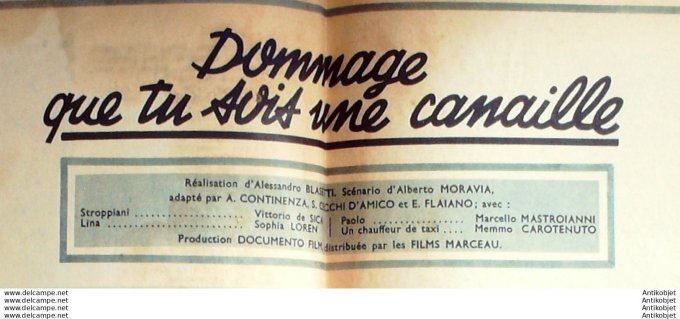 Dommage
que tu sois une canaille
Réalisation d'Alessandro BLASETTI. Scénario d'Alberto MORAVIA,
adapté par A. CONTINENZA, S. CECCHI D'AMICO et E. FLAIANO; avec :
Stroppiani .................... Vittorio de SICA
Lina ......................... Sophia LOREN
Paolo ................. Marcello MASTROIANNI
Un chauffeur de taxi .... Memmo CAROTENUTO
Production DOCUMENTO FILM, distribuée par les FILMS MARCEAU.
www.delcampe.net
www.delcampe.net
www.delcampe.net
Antikobjet
Antikobjet
Antikobjet